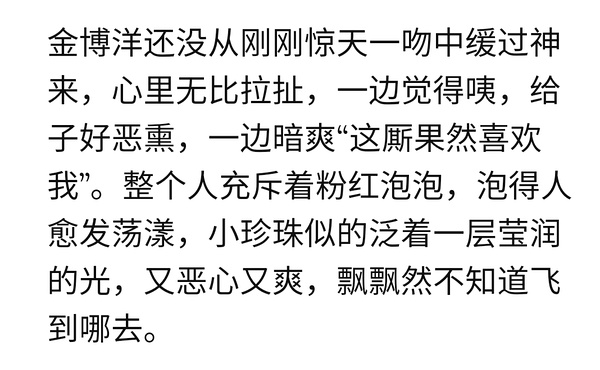 金博洋还没从刚刚惊天一吻中缓过神
来，心里无比拉扯，一边觉得咦，给
子好恶熏，一边暗爽“这厮果然喜欢
我”。整个人充斥着粉红泡泡，泡得人
愈发荡漾，小珍珠似的泛着一层莹润
的光，又恶心又爽，飘飘然不知道飞
到哪去。